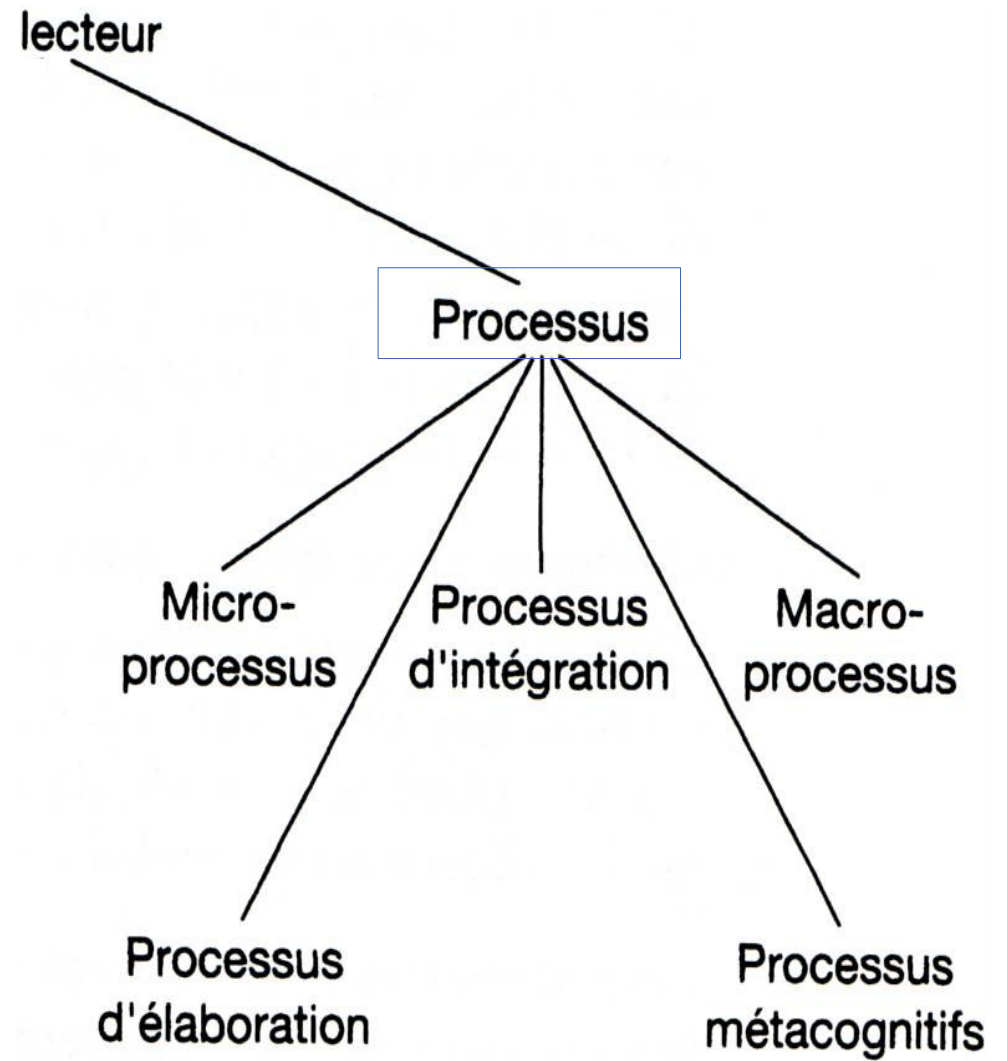 lecteur
Processus
Micro-
processus
Processus
d'intégration
Macro-
processus
Processus
d'élaboration
Processus
métacognitifs